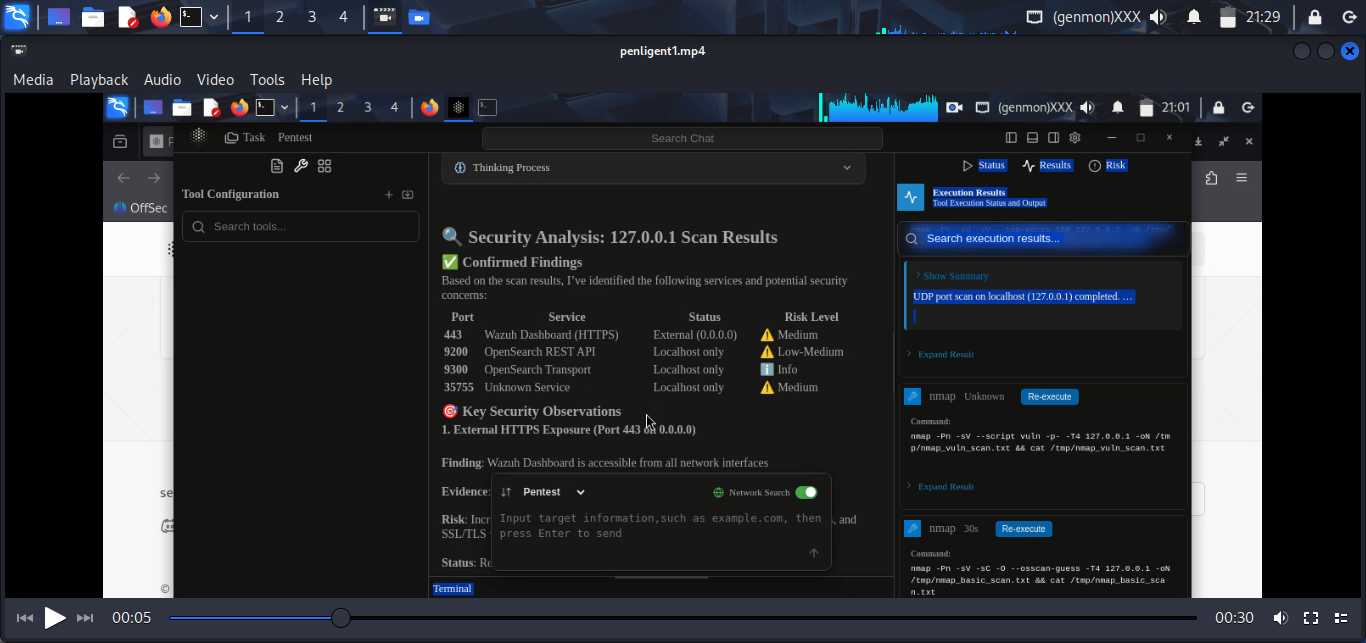 1 2 3 4 (genmon)XXX 21:29
penligent1.mp4
Media Playback Audio Video Tools Help
1 2 3 4 (genmon)XXX 21:01
Task Pentest Search Chat
OffSec
Tool Configuration
Search tools...
Thinking Process
🔍 Security Analysis: 127.0.0.1 Scan Results
✅ Confirmed Findings
Based on the scan results, I've identified the following services and potential security
concerns:
Port Service Status Risk Level
443 Wazuh Dashboard (HTTPS) External (0.0.0.0) ⚠️ Medium
9200 OpenSearch REST API Localhost only ⚠️ Low-Medium
9300 OpenSearch Transport Localhost only ℹ️ Info
35755 Unknown Service Localhost only ⚠️ Medium
🎯 Key Security Observations
1. External HTTPS Exposure (Port 443 on 0.0.0.0)
Finding: Wazuh Dashboard is accessible from all network interfaces
Evidence:
Risk: Incr
, and
SSL/TLS
Status: Re
Pentest Network Search
Input target information,such as example.com, then
press Enter to send
Terminal
Status Results Risk
Execution Results
Tool Execution Status and Output
Search execution results...
Show Summary
UDP port scan on localhost (127.0.0.1) completed. …
Expand Result
nmap Unknown Re-execute
Command:
nmap -Pn -sV --script vuln -p- -T4 127.0.0.1 -oN /tm
p/nmap_vuln_scan.txt && cat /tmp/nmap_vuln_scan.txt
Expand Result
nmap 30s Re-execute
Command:
nmap -Pn -sV -sC -O --osscan-guess -T4 127.0.0.1 -oN
/tmp/nmap_basic_scan.txt && cat /tmp/nmap_basic_sca
n.txt
se
©
00:05 00:30